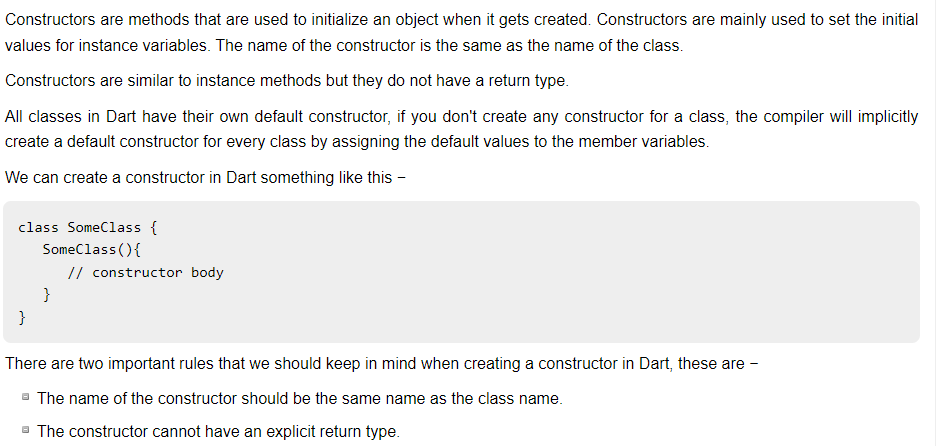 Constructors are methods that are used to initialize an object when it gets created. Constructors are mainly used to set the initial
values for instance variables. The name of the constructor is the same as the name of the class.
Constructors are similar to instance methods but they do not have a return type.
All classes in Dart have their own default constructor, if you don't create any constructor for a class, the compiler will implicitly
create a default constructor for every class by assigning the default values to the member variables.
We can create a constructor in Dart something like this −
class SomeClass {
   SomeClass(){
      // constructor body
   }
}
There are two important rules that we should keep in mind when creating a constructor in Dart, these are −
The name of the constructor should be the same name as the class name.
The constructor cannot have an explicit return type.